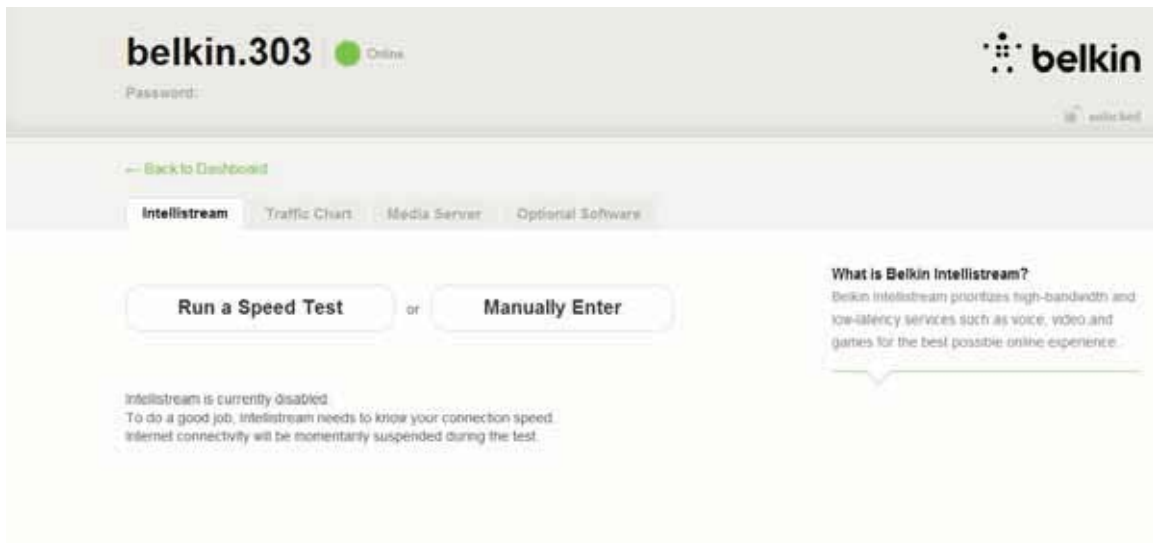 belkin.303 Online
belkin
Password:
unlocked
← Back to Dashboard
Intellistream Traffic Chart Media Server Optional Software
Run a Speed Test or Manually Enter
Intellistream is currently disabled.
To do a good job, Intellistream needs to know your connection speed.
Internet connectivity will be momentarily suspended during the test.
What is Belkin Intellistream?
Belkin Intellistream prioritizes high-bandwidth and
low-latency services such as voice, video and
games for the best possible online experience.